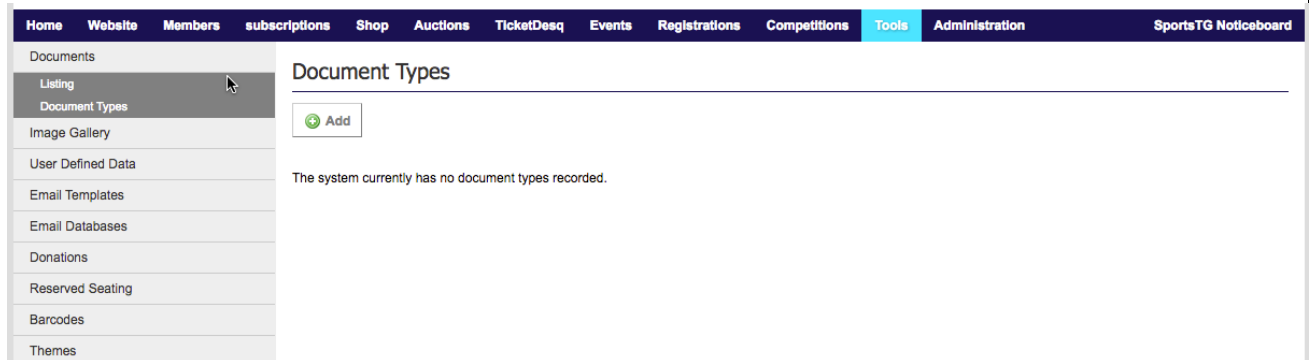 Home Website Members subscriptions Shop Auctions TicketDesq Events Registrations Competitions Tools Administration SportsTG Noticeboard
Documents
Listing
Document Types
Image Gallery
User Defined Data
Email Templates
Email Databases
Donations
Reserved Seating
Barcodes
Themes
Document Types
Add
The system currently has no document types recorded.